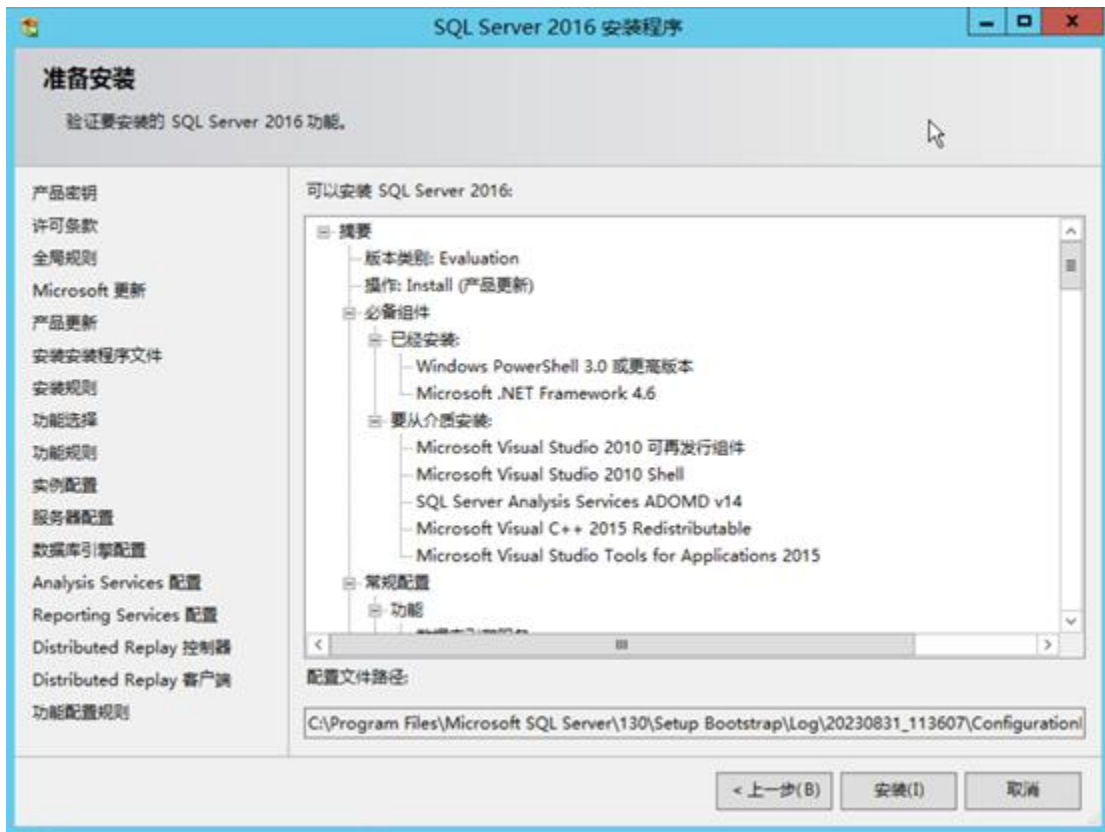 SQL Server 2016 安装程序
准备安装
验证要安装的 SQL Server 2016 功能。
产品密钥
许可条款
全局规则
Microsoft 更新
产品更新
安装安装程序文件
安装规则
功能选择
功能规则
实例配置
服务器配置
数据库引擎配置
Analysis Services 配置
Reporting Services 配置
Distributed Replay 控制器
Distributed Replay 客户端
功能配置规则
可以安装 SQL Server 2016:
摘要
版本类别: Evaluation
操作: Install (产品更新)
必备组件
已经安装:
Windows PowerShell 3.0 或更高版本
Microsoft .NET Framework 4.6
要从介质安装:
Microsoft Visual Studio 2010 可再发行组件
Microsoft Visual Studio 2010 Shell
SQL Server Analysis Services ADOMD v14
Microsoft Visual C++ 2015 Redistributable
Microsoft Visual Studio Tools for Applications 2015
常规配置
功能
配置文件路径:
C:\Program Files\Microsoft SQL Server\130\Setup Bootstrap\Log\20230831_113607\Configuration
< 上一步(B)
安装(I)
取消